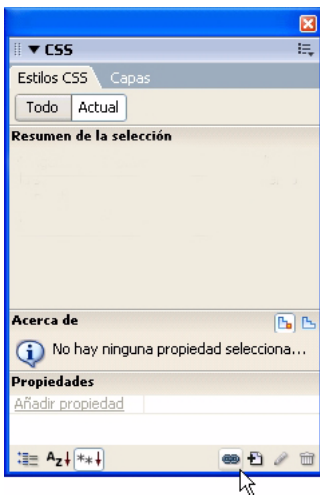 CSS
Estilos CSS Capas
Todo Actual
Resumen de la selección
Acerca de
No hay ninguna propiedad selecciona...
Propiedades
Añadir propiedad